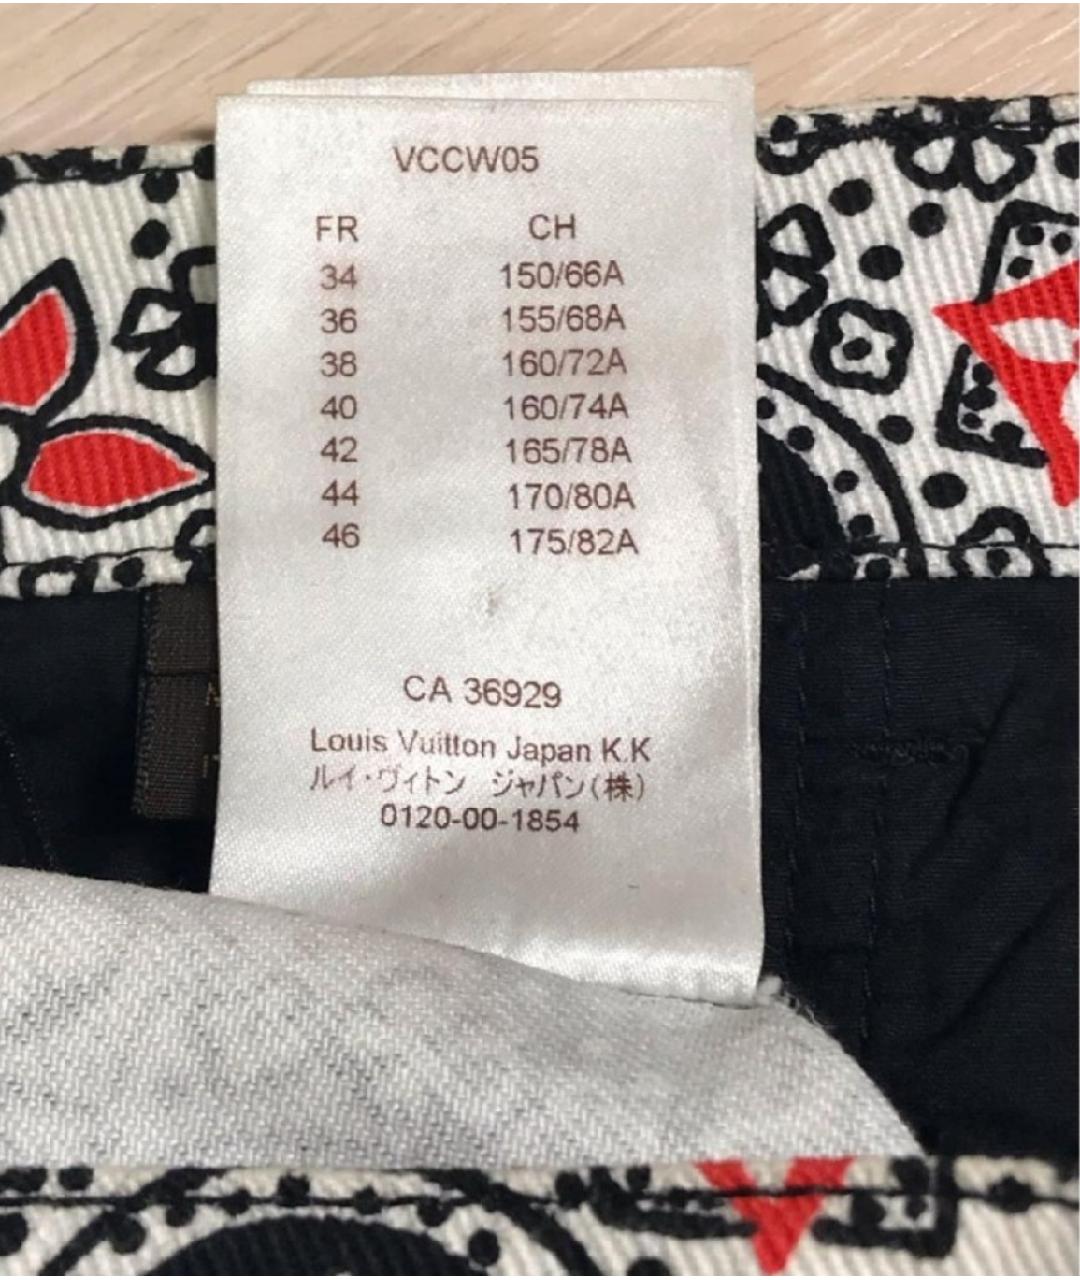 VCCW05
FR CH
34 150/66A
36 155/68A
38 160/72A
40 160/74A
42 165/78A
44 170/80A
46 175/82A
CA 36929
Louis Vuitton Japan K.K
ルイ・ヴィトン ジャパン(株)
0120-00-1854